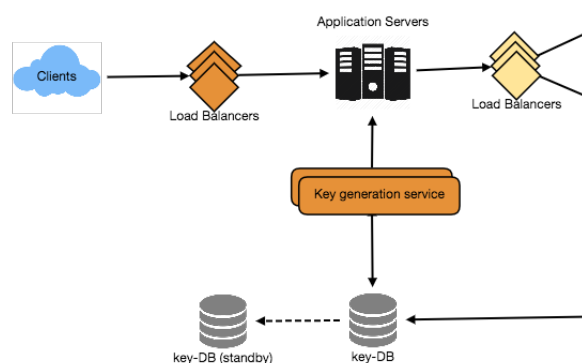 Application Servers
Clients
Load Balancers
Load Balancers
Key generation service
key-DB (standby)
key-DB